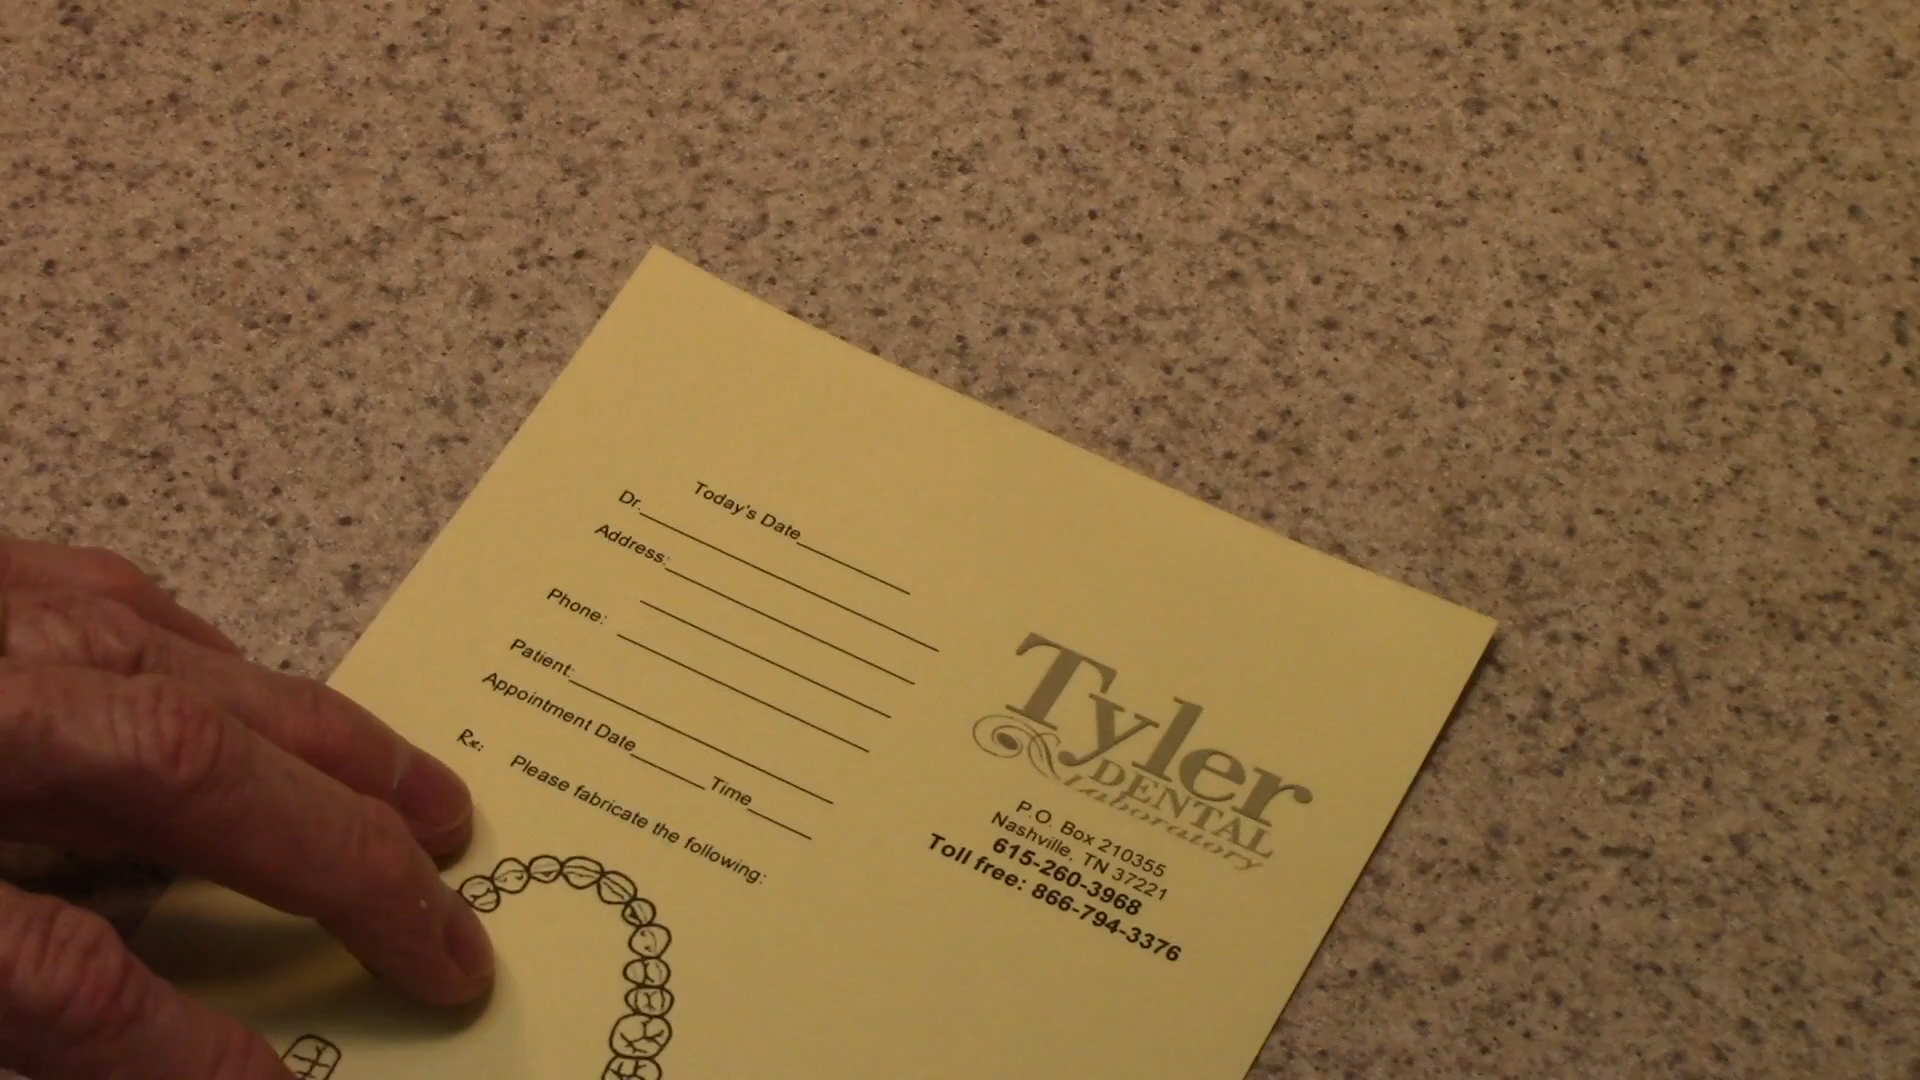 Today's Date
Dr.
Address:
Phone:
Patient:
Appointment Date Time
Rx: Please fabricate the following:
Tyler
DENTAL
Laboratory
P.O. Box 210355
Nashville, TN 37221
615-260-3968
Toll free: 866-794-3376